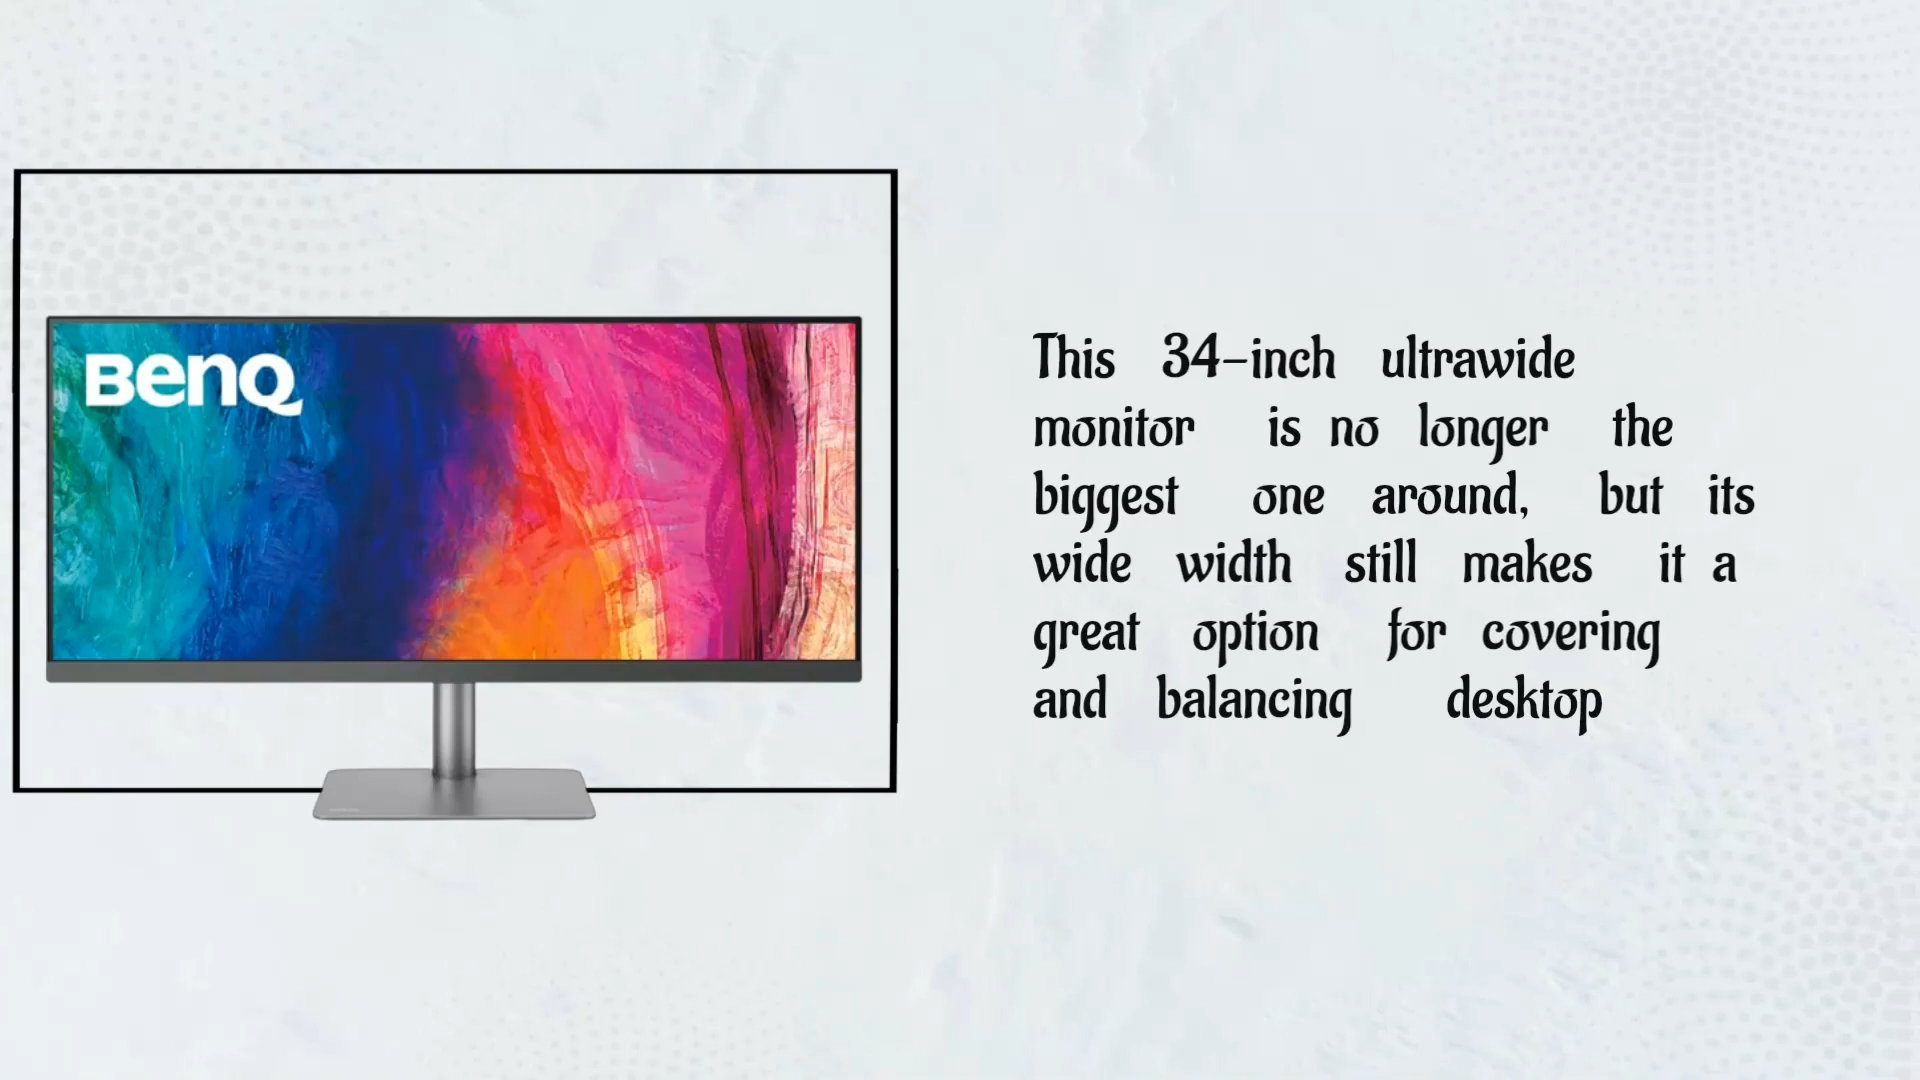 BenQ
This 34-inch ultrawide
monitor is no longer the
biggest one around, but its
wide width still makes it a
great option for covering
and balancing desktop